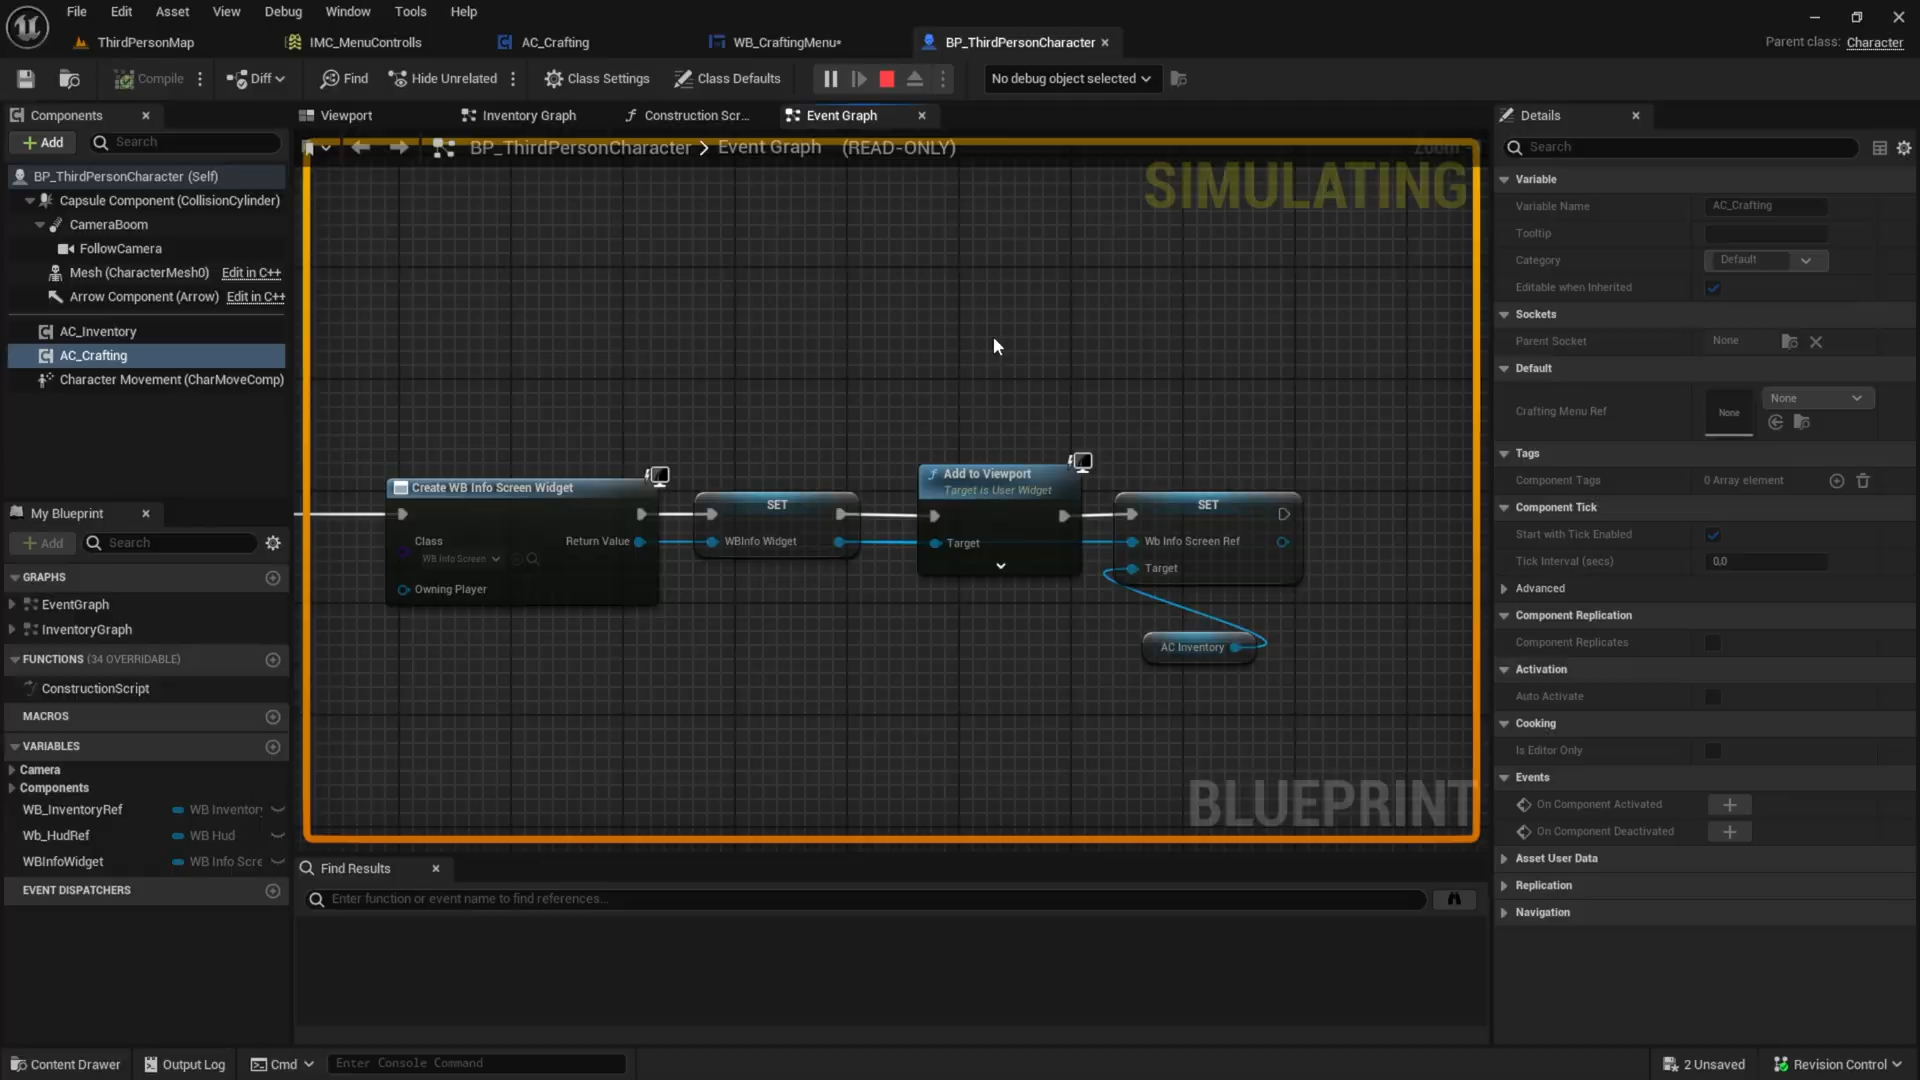 File Edit Asset View Debug Window Tools Help
ThirdPersonMap IMC_MenuControlls AC_Crafting WB_CraftingMenu* BP_ThirdPersonCharacter
Parent class: Character
Compile Diff Find Hide Unrelated Class Settings Class Defaults No debug object selected
Components
Add Search
BP_ThirdPersonCharacter (Self)
Capsule Component (CollisionCylinder)
CameraBoom
FollowCamera
Mesh (CharacterMesh0) Edit in C++
Arrow Component (Arrow) Edit in C++
AC_Inventory
AC_Crafting
Character Movement (CharMoveComp)
My Blueprint
Add Search
GRAPHS
EventGraph
InventoryGraph
FUNCTIONS (34 OVERRIDABLE)
ConstructionScript
MACROS
VARIABLES
Camera
Components
WB_InventoryRef WB Inventor
Wb_HudRef WB Hud
WBInfoWidget WB Info Scre
EVENT DISPATCHERS
Viewport Inventory Graph Construction Scr... Event Graph
BP_ThirdPersonCharacter > Event Graph (READ-ONLY) Zoom
SIMULATING
Create WB Info Screen Widget
Class
WB Info Screen
Return Value
Owning Player
SET
WBInfo Widget
Add to Viewport
Target is User Widget
Target
SET
Wb Info Screen Ref
Target
AC Inventory
BLUEPRINT
Find Results
Enter function or event name to find references...
Details
Search
Variable
Variable Name AC_Crafting
Tooltip
Category Default
Editable when Inherited
Sockets
Parent Socket None
Default
Crafting Menu Ref None None
Tags
Component Tags 0 Array element
Component Tick
Start with Tick Enabled
Tick Interval (secs) 0,0
Advanced
Component Replication
Component Replicates
Activation
Auto Activate
Cooking
Is Editor Only
Events
On Component Activated
On Component Deactivated
Asset User Data
Replication
Navigation
Content Drawer Output Log Cmd Enter Console Command 2 Unsaved Revision Control